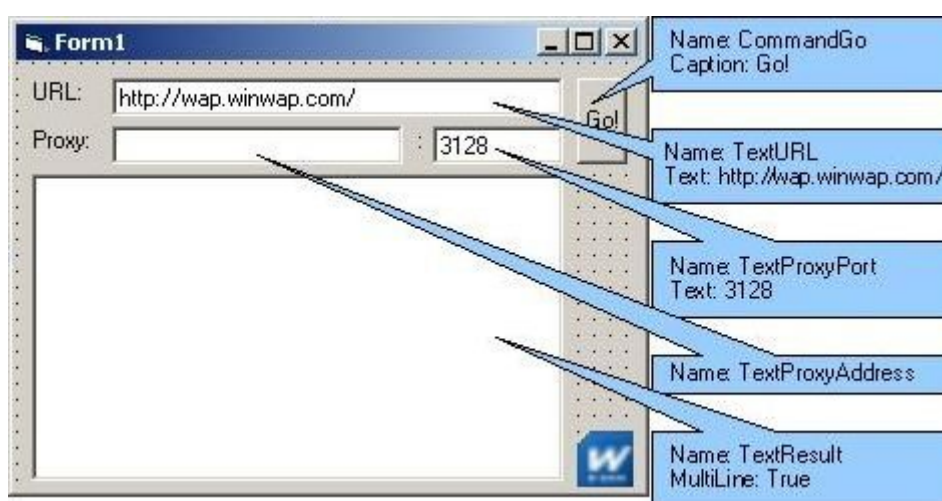 Form1
URL:
http://wap.winwap.com/
Go!
Proxy:
:
3128
Name: CommandGo
Caption: Go!
Name: TextURL
Text: http://wap.winwap.com/
Name: TextProxyPort
Text: 3128
Name: TextProxyAddress
Name: TextResult
MultiLine: True
W